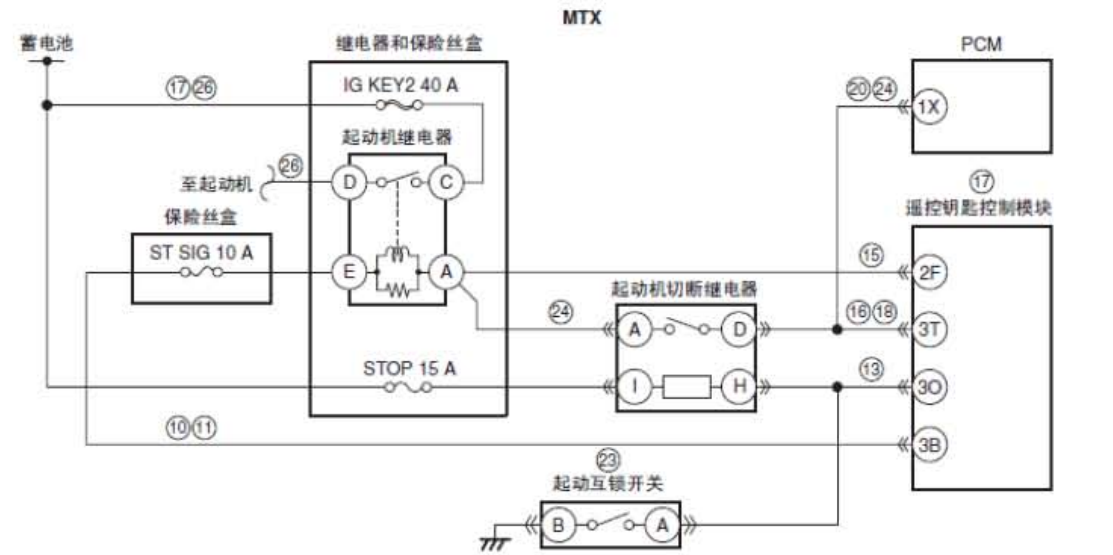 MTX
蓄电池
继电器和保险丝盒
PCM
⑰㉖
IG KEY2 40 A
⑳㉔
1X
起动机继电器
至起动机
㉖
D
C
⑰
遥控钥匙控制模块
保险丝盒
ST SIG 10 A
E
A
⑮
2F
起动机切断继电器
㉔
A
D
⑯⑱
3T
STOP 15 A
I
H
⑬
3O
⑩⑪
3B
㉓
起动互锁开关
B
A